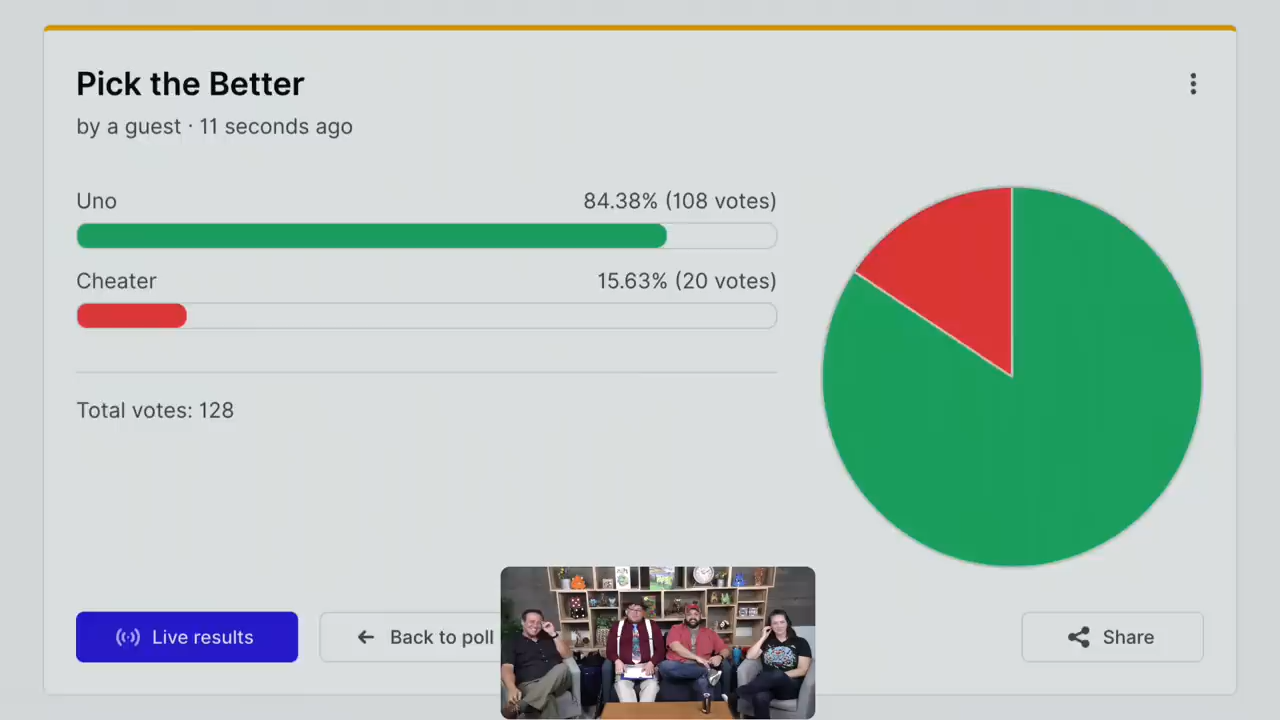 Pick the Better
by a guest · 11 seconds ago
Uno 84.38% (108 votes)
Cheater 15.63% (20 votes)
Total votes: 128
Live results
Back to poll
Share